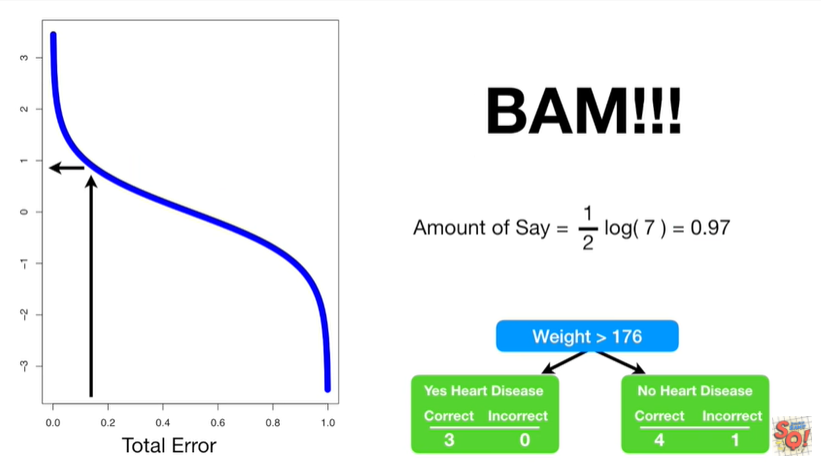 3
2
1
0
-1
-2
-3
0.0 0.2 0.4 0.6 0.8 1.0
Total Error
BAM!!!
Amount of Say = 1/2 log( 7 ) = 0.97
Weight > 176
Yes Heart Disease
Correct Incorrect
3 0
No Heart Disease
Correct Incorrect
4 1
SQ!